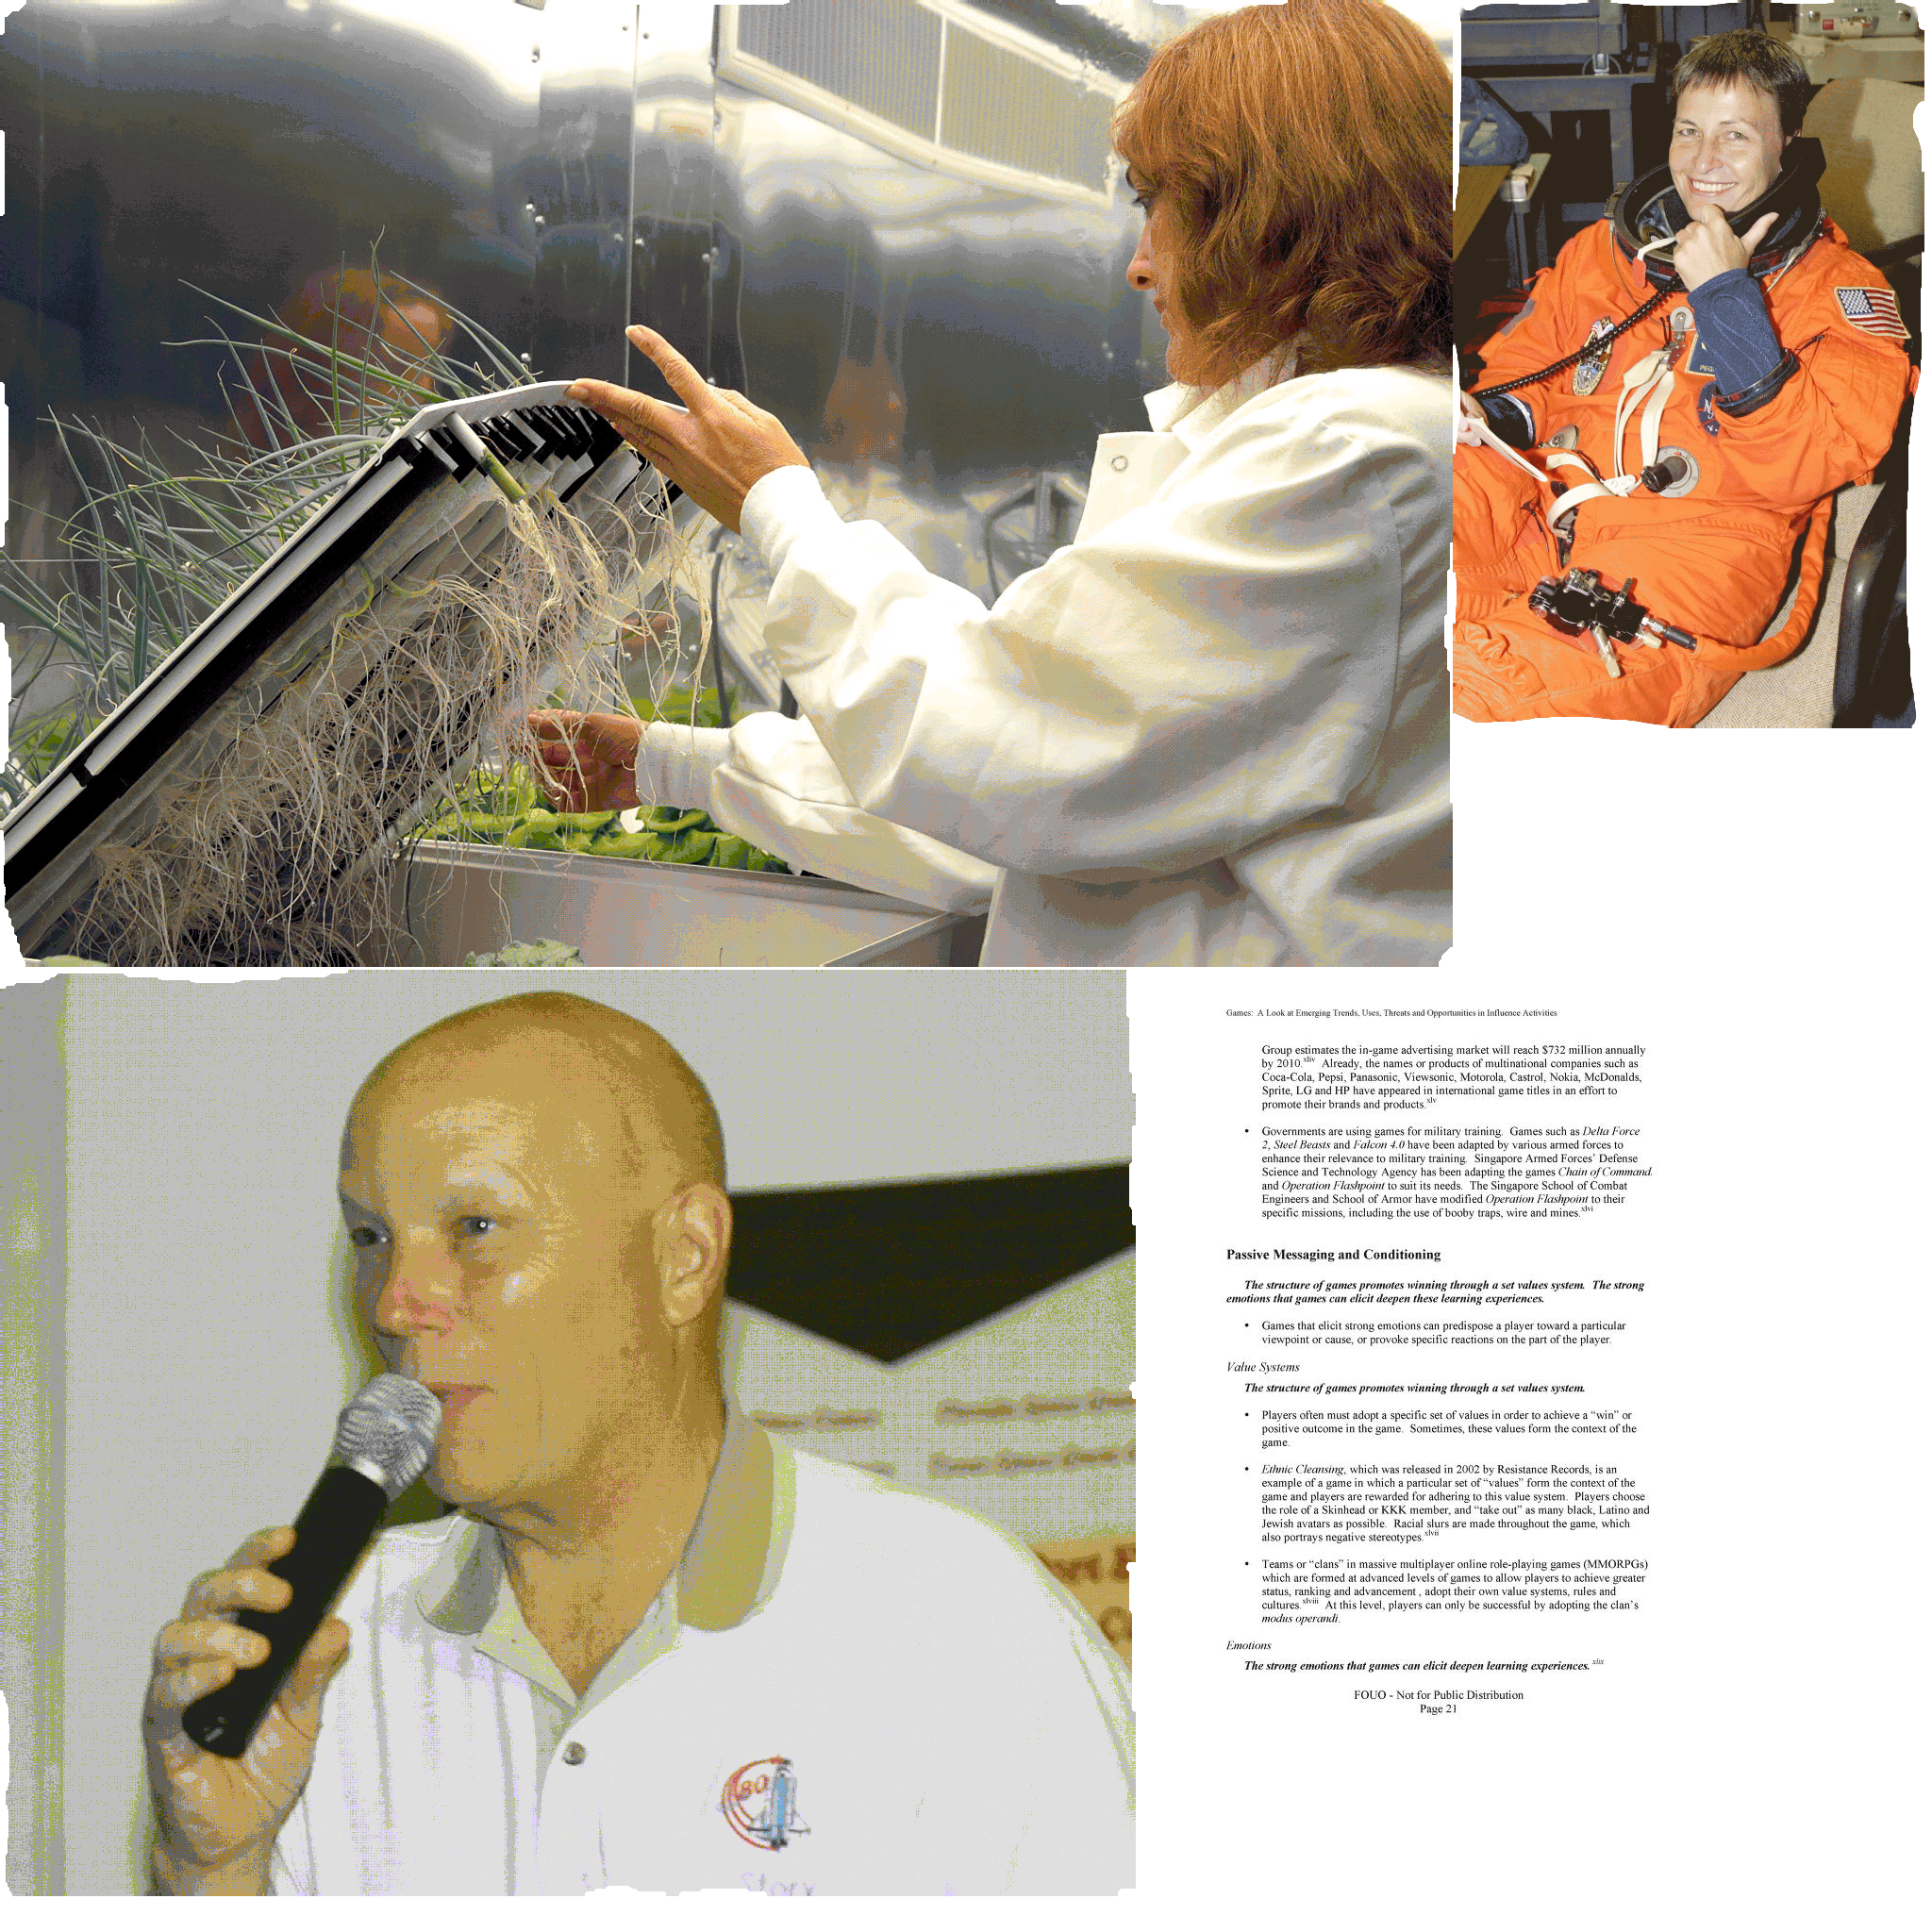 PEG
Games:  A Look at Emerging Trends, Uses, Threats and Opportunities in Influence Activities
Group estimates the in-game advertising market will reach $732 million annually
by 2010.xliv  Already, the names or products of multinational companies such as
Coca-Cola, Pepsi, Panasonic, Viewsonic, Motorola, Castrol, Nokia, McDonalds,
Sprite, LG and HP have appeared in international game titles in an effort to
promote their brands and products.xlv
• Governments are using games for military training.  Games such as Delta Force
2, Steel Beasts and Falcon 4.0 have been adapted by various armed forces to
enhance their relevance to military training.  Singapore Armed Forces' Defense
Science and Technology Agency has been adapting the games Chain of Command
and Operation Flashpoint to suit its needs.  The Singapore School of Combat
Engineers and School of Armor have modified Operation Flashpoint to their
specific missions, including the use of booby traps, wire and mines.xlvi
Passive Messaging and Conditioning
The structure of games promotes winning through a set values system.  The strong
emotions that games can elicit deepen these learning experiences.
• Games that elicit strong emotions can predispose a player toward a particular
viewpoint or cause, or provoke specific reactions on the part of the player.
Value Systems
The structure of games promotes winning through a set values system.
• Players often must adopt a specific set of values in order to achieve a “win” or
positive outcome in the game.  Sometimes, these values form the context of the
game.
• Ethnic Cleansing, which was released in 2002 by Resistance Records, is an
example of a game in which a particular set of “values” form the context of the
game and players are rewarded for adhering to this value system.  Players choose
the role of a Skinhead or KKK member, and “take out” as many black, Latino and
Jewish avatars as possible.  Racial slurs are made throughout the game, which
also portrays negative stereotypes.xlvii
• Teams or “clans” in massive multiplayer online role-playing games (MMORPGs)
which are formed at advanced levels of games to allow players to achieve greater
status, ranking and advancement , adopt their own value systems, rules and
cultures.xlviii  At this level, players can only be successful by adopting the clan's
modus operandi.
Emotions
The strong emotions that games can elicit deepen learning experiences. xlix
FOUO - Not for Public Distribution
Page 21